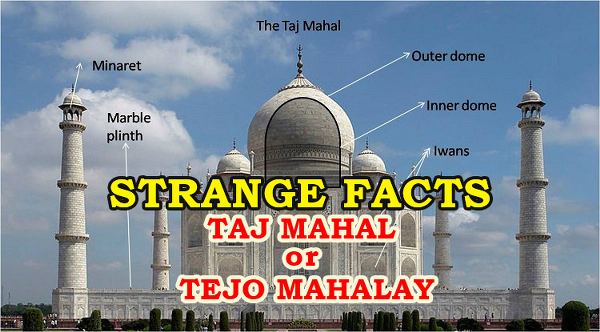 The Taj Mahal
Outer dome
Minaret
Inner dome
Marble
plinth
Iwans
STRANGE FACTS
TAJ MAHAL
or
TEJO MAHALAY